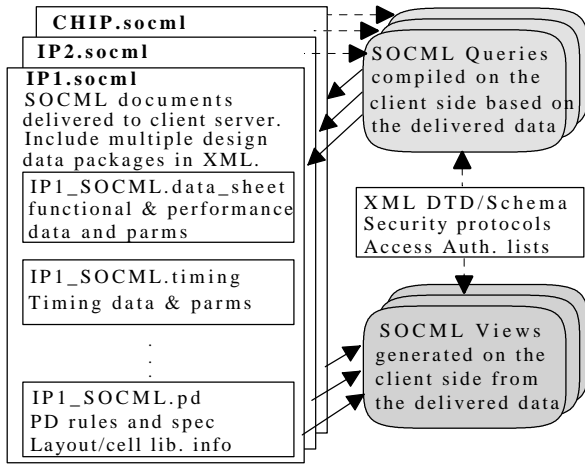 CHIP.socml
IP2.socml
IP1.socml
SOCML documents
delivered to client server.
Include multiple design
data packages in XML.
IP1_SOCML.data_sheet
functional & performance
data and parms
IP1_SOCML.timing
Timing data & parms
.
.
.
IP1_SOCML.pd
PD rules and spec
Layout/cell lib. info
SOCML Queries
compiled on the
client side based on
the delivered data
XML DTD/Schema
Security protocols
Access Auth. lists
SOCML Views
generated on the
client side from
the delivered data